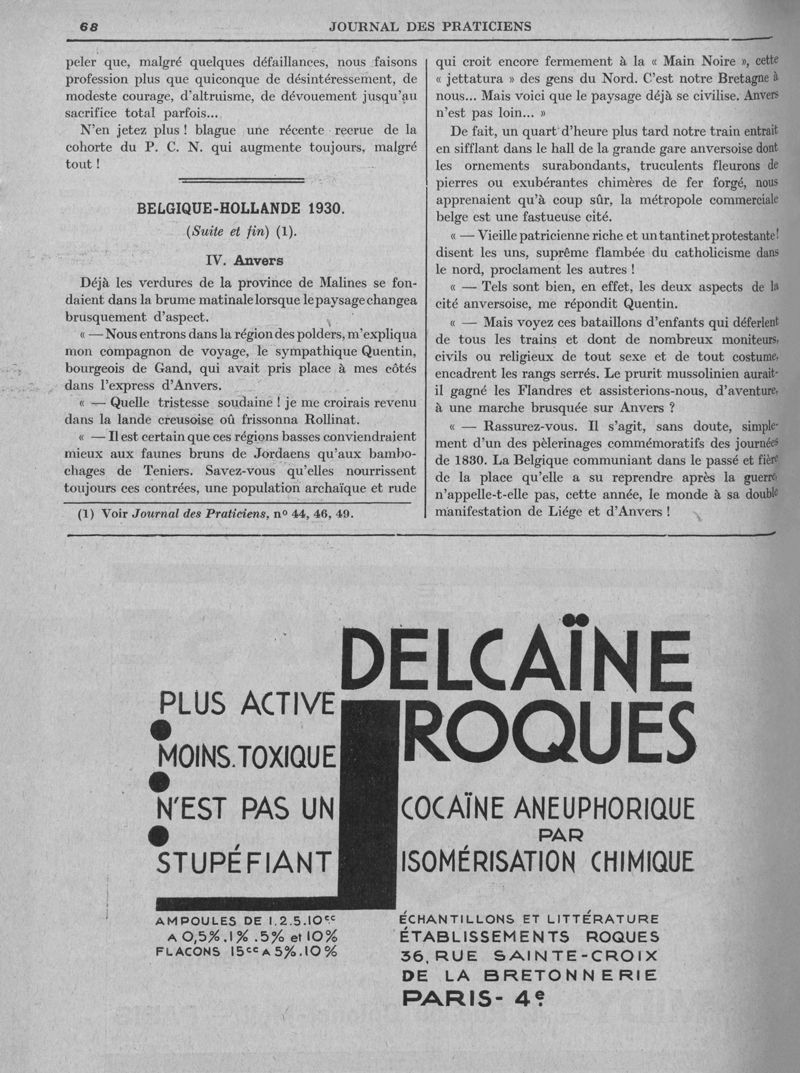 68
JOURNAL DES PRATICIENS
peler que, malgré quelques défaillances, nous faisons
profession plus que quiconque de désintéressement, de
modeste courage, d'altruisme, de dévouement jusqu'au
sacrifice total parfois...
N'en jetez plus ! blague une récente recrue de la
cohorte du P. C. N. qui augmente toujours, malgré
tout !
BELGIQUE-HOLLANDE 1930.
(Suite et fin) (1).
IV. Anvers
Déjà les verdures de la province de Malines se fon-
daient dans la brume matinale lorsque le paysage changea
brusquement d'aspect.
« — Nous entrons dans la région des polders, m'expliqua
mon compagnon de voyage, le sympathique Quentin,
bourgeois de Gand, qui avait pris place à mes côtés
dans l'express d'Anvers.
« — Quelle tristesse soudaine ! je me croirais revenu
dans la lande creusoise où frissonna Rollinat.
« — Il est certain que ces régions basses conviendraient
mieux aux faunes bruns de Jordaens qu'aux bambo-
chages de Teniers. Savez-vous qu'elles nourrissent
toujours ces contrées, une population archaïque et rude
(1) Voir Journal des Praticiens, nº 44, 46, 49.
qui croit encore fermement à la « Main Noire », cette
« jettatura » des gens du Nord. C'est notre Bretagne à
nous... Mais voici que le paysage déjà se civilise. Anvers
n'est pas loin... »
De fait, un quart d'heure plus tard notre train entrait
en sifflant dans le hall de la grande gare anversoise dont
les ornements surabondants, truculents fleurons de
pierres ou exubérantes chimères de fer forgé, nous
apprenaient qu'à coup sûr, la métropole commerciale
belge est une fastueuse cité.
« — Vieille patricienne riche et un tantinet protestante !
disent les uns, suprême flambée du catholicisme dans
le nord, proclament les autres !
« — Tels sont bien, en effet, les deux aspects de la
cité anversoise, me répondit Quentin.
« — Mais voyez ces bataillons d'enfants qui déferlent
de tous les trains et dont de nombreux moniteurs,
civils ou religieux de tout sexe et de tout costume,
encadrent les rangs serrés. Le prurit mussolinien aurait-
il gagné les Flandres et assisterions-nous, d'aventure,
à une marche brusquée sur Anvers ?
« — Rassurez-vous. Il s'agit, sans doute, simple-
ment d'un des pèlerinages commémoratifs des journées
de 1830. La Belgique communiant dans le passé et fière
de la place qu'elle a su reprendre après la guerre,
n'appelle-t-elle pas, cette année, le monde à sa double
manifestation de Liége et d'Anvers !
DELCAÏNE
ROQUES
PLUS ACTIVE
MOINS.TOXIQUE
N'EST PAS UN
STUPÉFIANT
COCAÏNE ANEUPHORIQUE
PAR
ISOMÉRISATION CHIMIQUE
AMPOULES DE 1.2.5.10cc
A 0,5%.1%.5% et 10%
FLACONS 15cc A 5%.10%
ÉCHANTILLONS ET LITTÉRATURE
ÉTABLISSEMENTS ROQUES
36, RUE SAINTE-CROIX
DE LA BRETONNERIE
PARIS-4e